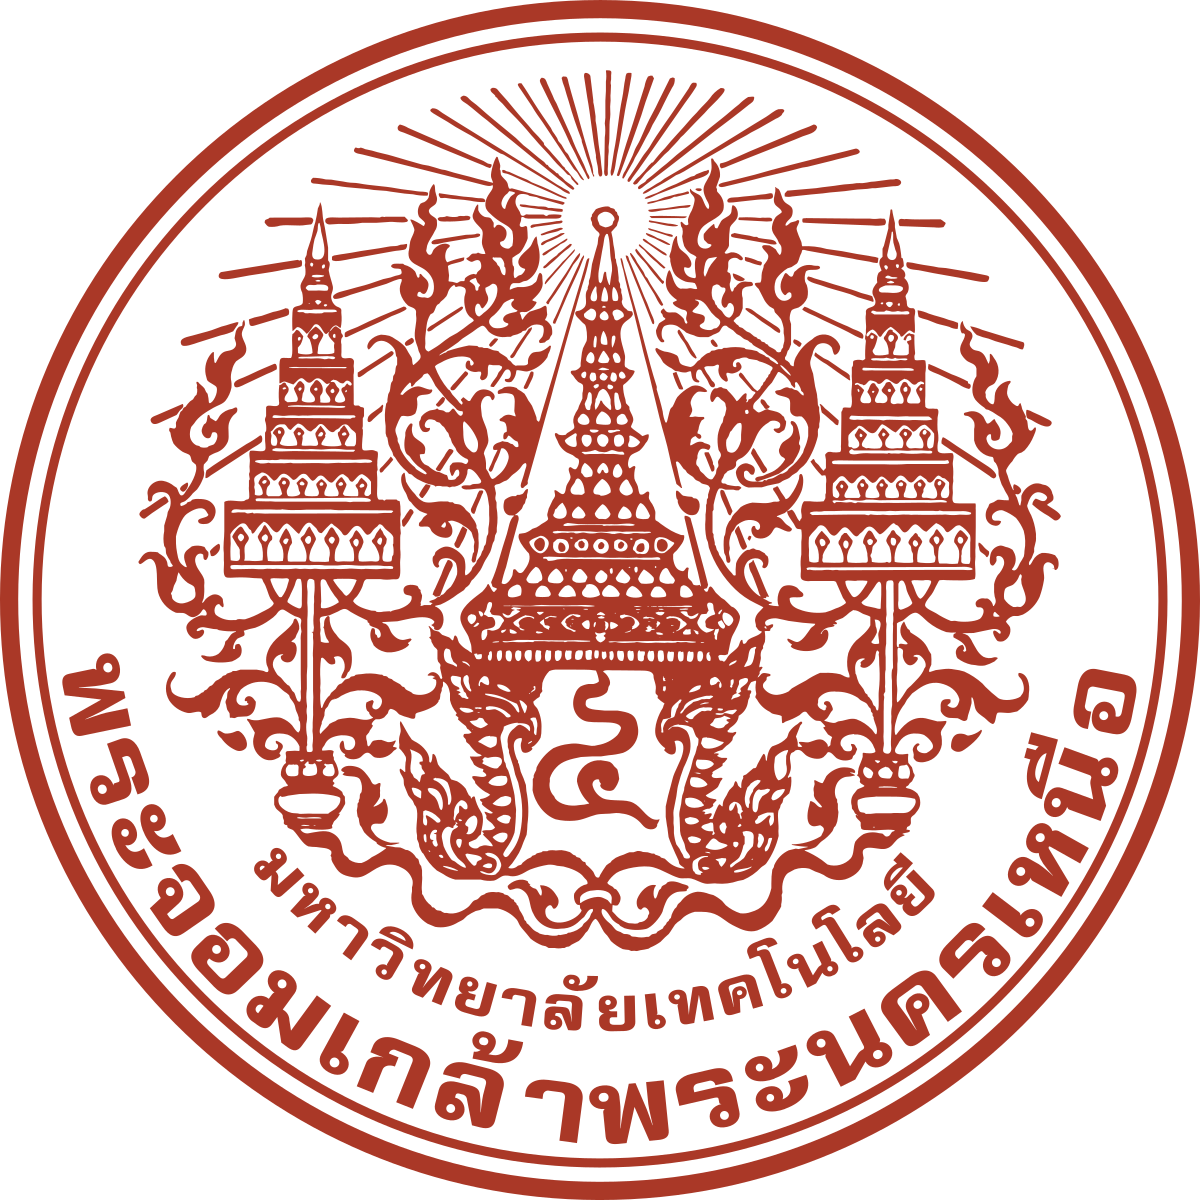 มหาวิทยาลัยเทคโนโลยี
พระจอมเกล้าพระนครเหนือ
๔